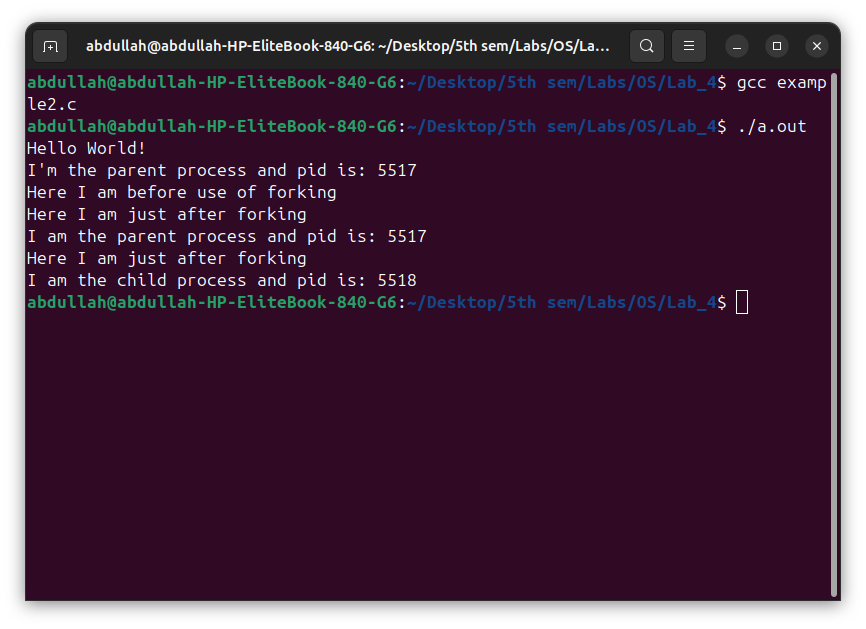 abdullah@abdullah-HP-EliteBook-840-G6: ~/Desktop/5th sem/Labs/OS/La...
abdullah@abdullah-HP-EliteBook-840-G6:~/Desktop/5th sem/Labs/OS/Lab_4$ gcc examp
le2.c
abdullah@abdullah-HP-EliteBook-840-G6:~/Desktop/5th sem/Labs/OS/Lab_4$ ./a.out
Hello World!
I'm the parent process and pid is: 5517
Here I am before use of forking
Here I am just after forking
I am the parent process and pid is: 5517
Here I am just after forking
I am the child process and pid is: 5518
abdullah@abdullah-HP-EliteBook-840-G6:~/Desktop/5th sem/Labs/OS/Lab_4$